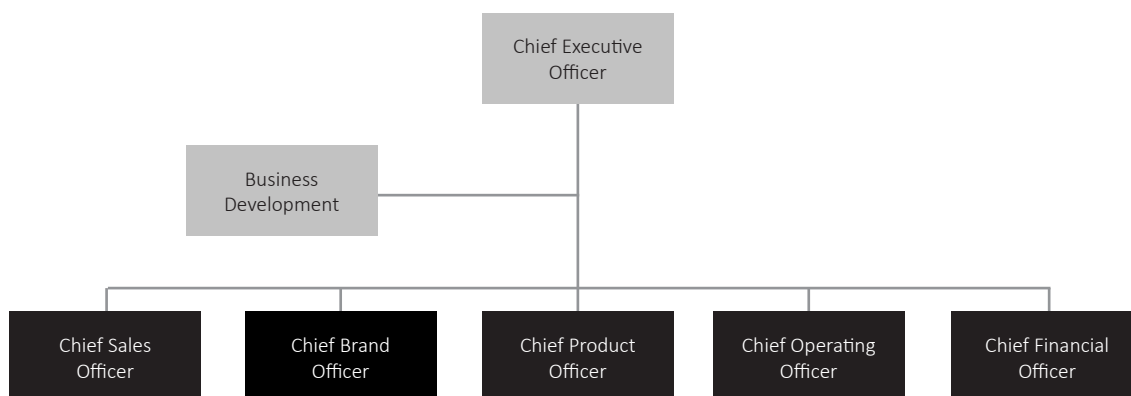 Chief Executive
Officer
Business
Development
Chief Sales
Officer
Chief Brand
Officer
Chief Product
Officer
Chief Operating
Officer
Chief Financial
Officer